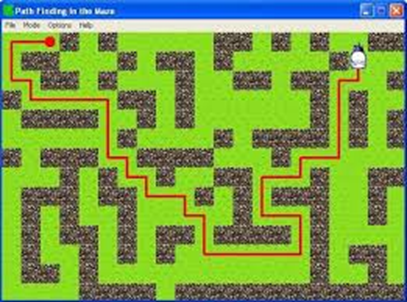 Path Finding in the Maze
File Mode Options Help